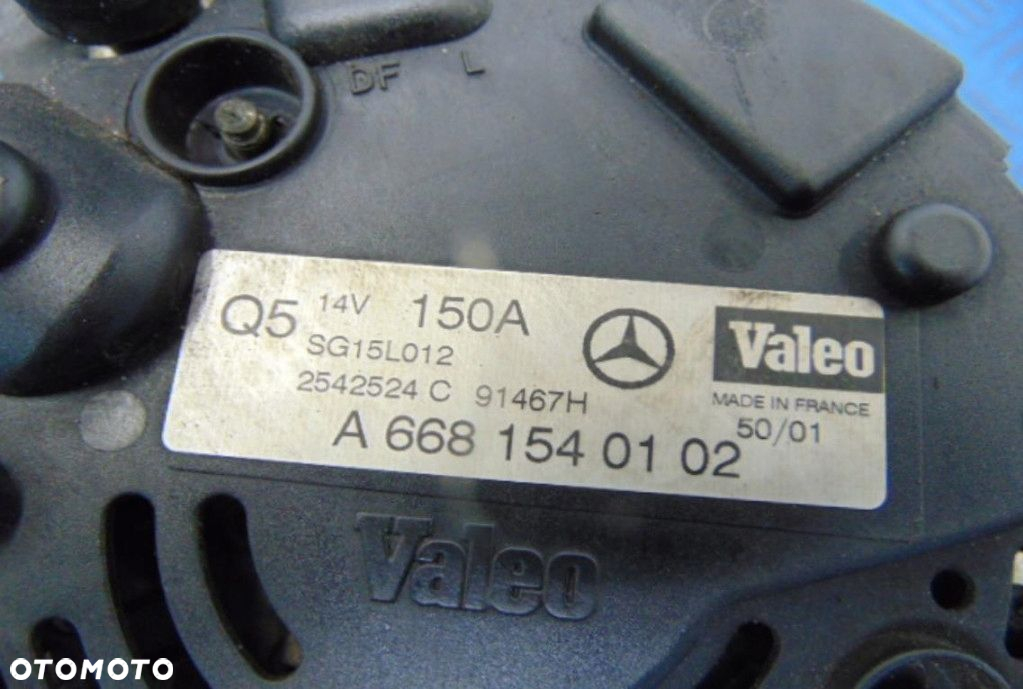 DF L
Q5 14V 150A
SG15L012
2542524 C 91467H
A 668 154 01 02
Valeo
MADE IN FRANCE
50/01
Valeo
OTOMOTO